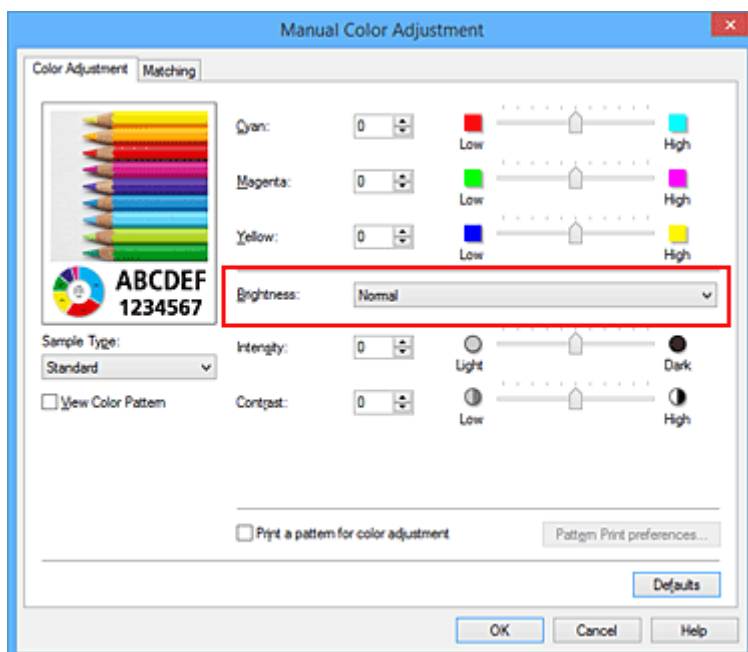 Manual Color Adjustment
Color Adjustment Matching
Cyan: 0 Low High
Magenta: 0 Low High
Yellow: 0 Low High
ABCDEF
1234567
Brightness: Normal
Sample Type:
Standard
View Color Pattern
Intensity: 0 Light Dark
Contrast: 0 Low High
Print a pattern for color adjustment Pattern Print preferences...
Defaults
OK Cancel Help